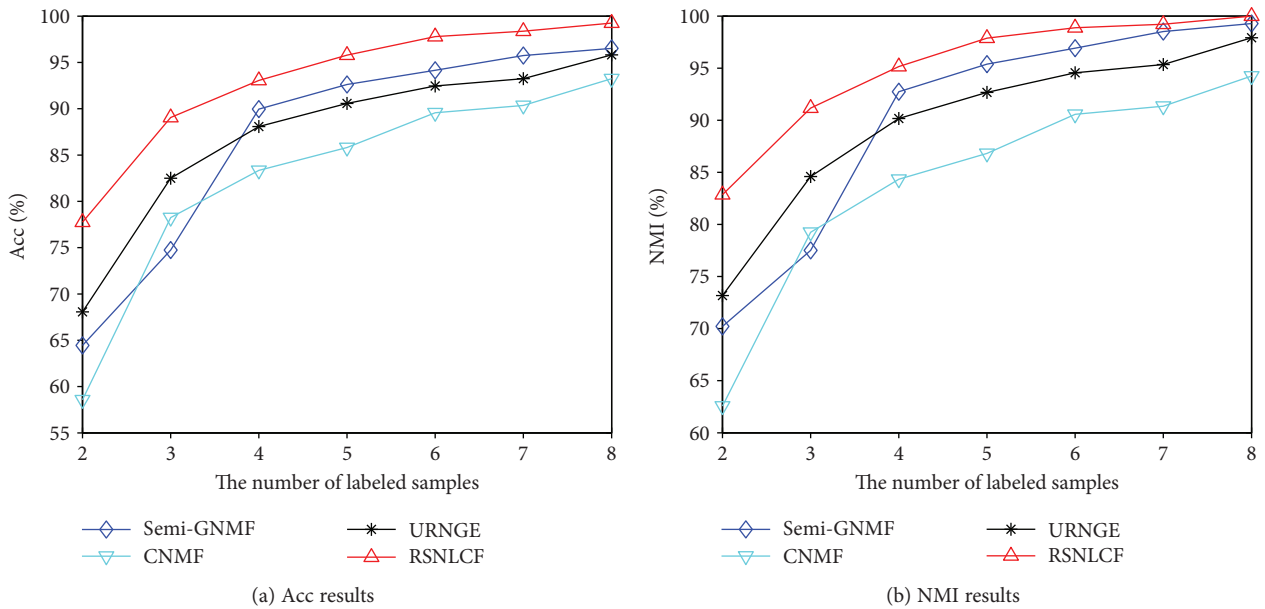 100
95
90
85
80
75
70
65
60
55
Acc (%)
2 3 4 5 6 7 8
The number of labeled samples
Semi-GNMF
URNGE
CNMF
RSNLCF
(a) Acc results
100
95
90
85
80
75
70
65
60
NMI (%)
2 3 4 5 6 7 8
The number of labeled samples
Semi-GNMF
URNGE
CNMF
RSNLCF
(b) NMI results